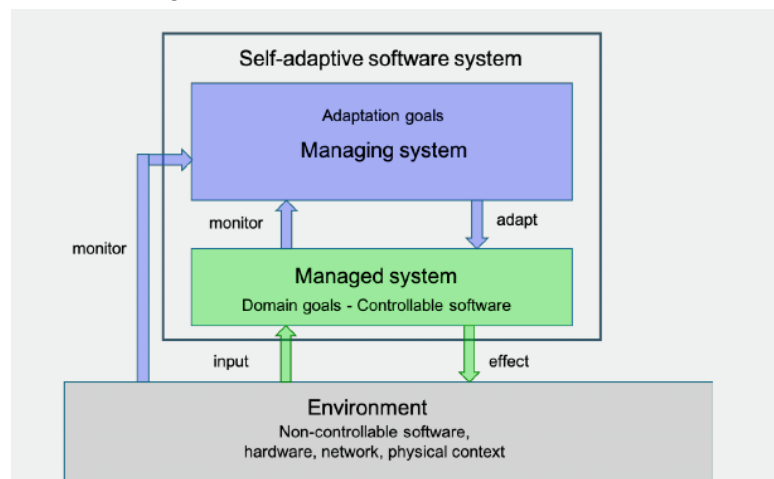 Self-adaptive software system
Adaptation goals
Managing system
monitor
adapt
monitor
Managed system
Domain goals - Controllable software
input
effect
Environment
Non-controllable software,
hardware, network, physical context